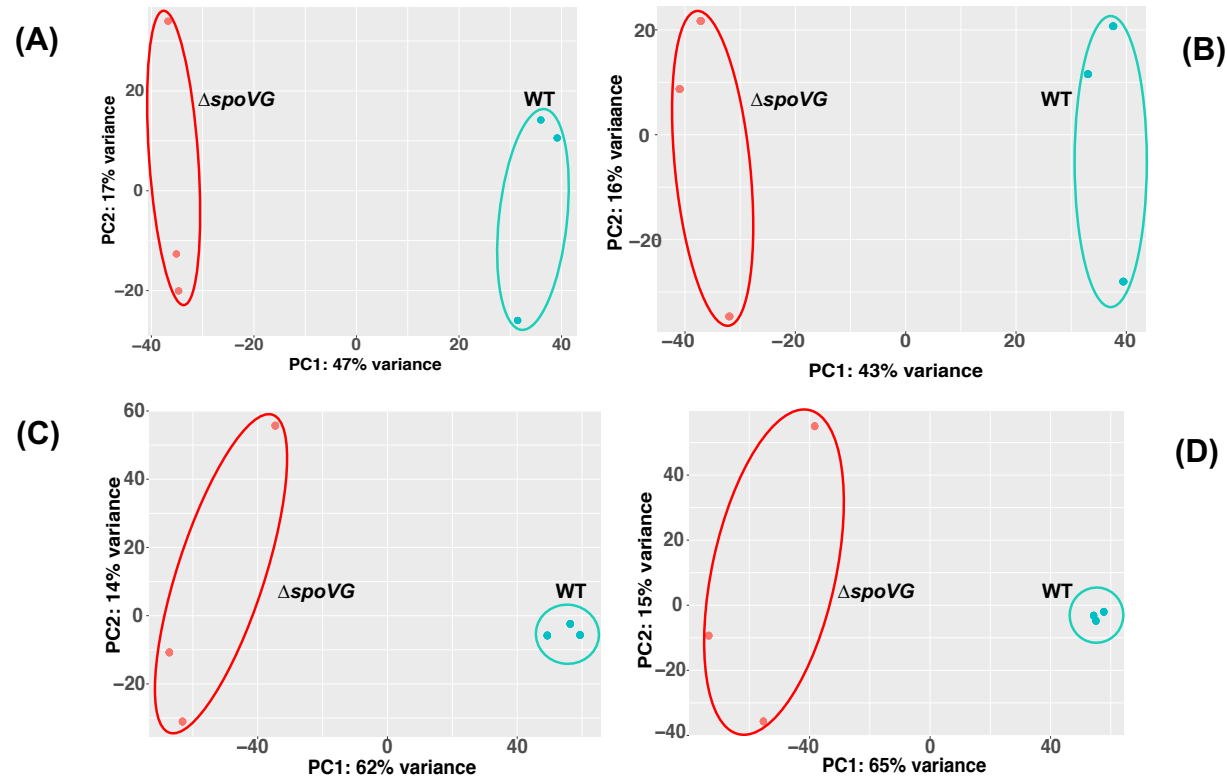 (A)
20
0
−20
−40
−20
0
20
40
PC2: 17% variance
PC1: 47% variance
ΔspoVG
WT
(B)
20
0
−20
−40
−20
0
20
40
PC2: 16% variaance
PC1: 43% variance
ΔspoVG
WT
(C)
60
40
20
0
−20
−40
0
40
PC2: 14% variance
PC1: 62% variance
ΔspoVG
WT
(D)
40
20
0
−20
−40
−40
0
40
PC2: 15% variance
PC1: 65% variance
ΔspoVG
WT